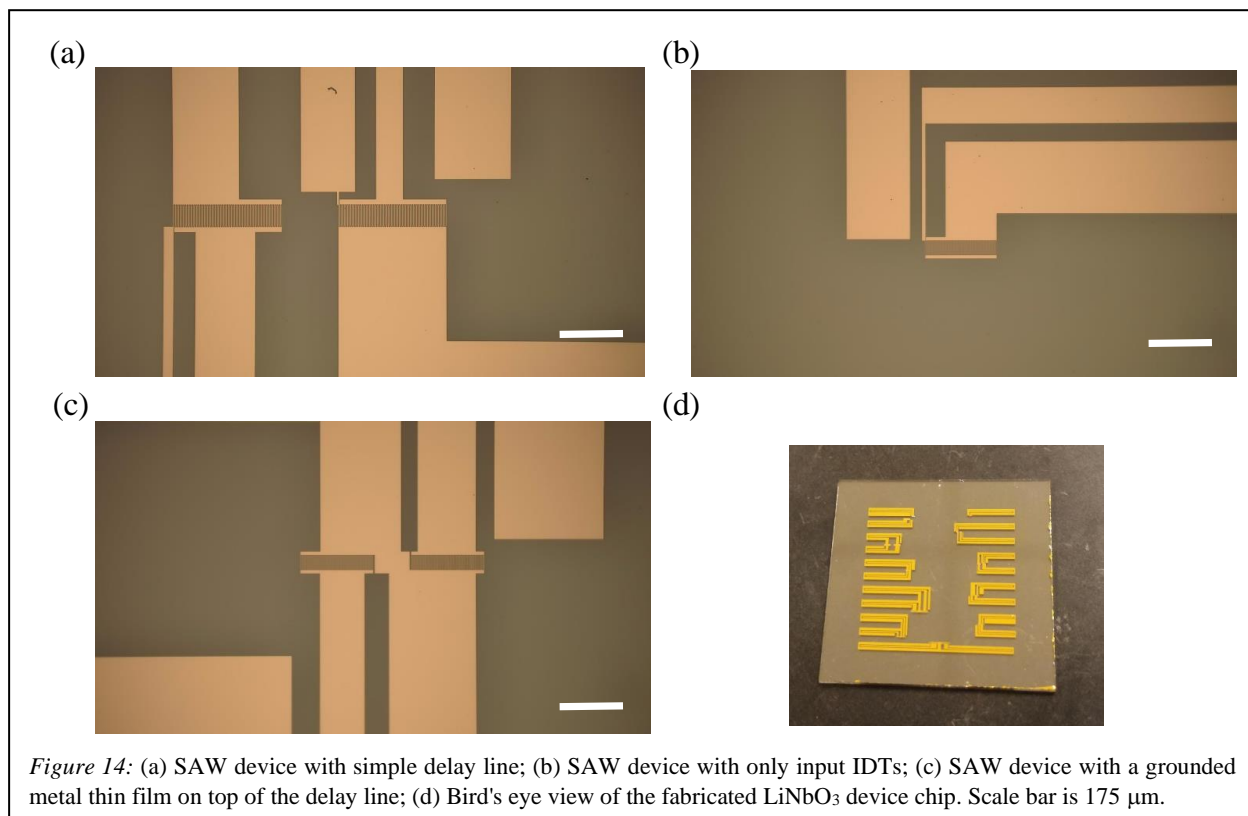 (a)
(b)
(c)
(d)
Figure 14: (a) SAW device with simple delay line; (b) SAW device with only input IDTs; (c) SAW device with a grounded
metal thin film on top of the delay line; (d) Bird's eye view of the fabricated LiNbO₃ device chip. Scale bar is 175 μm.